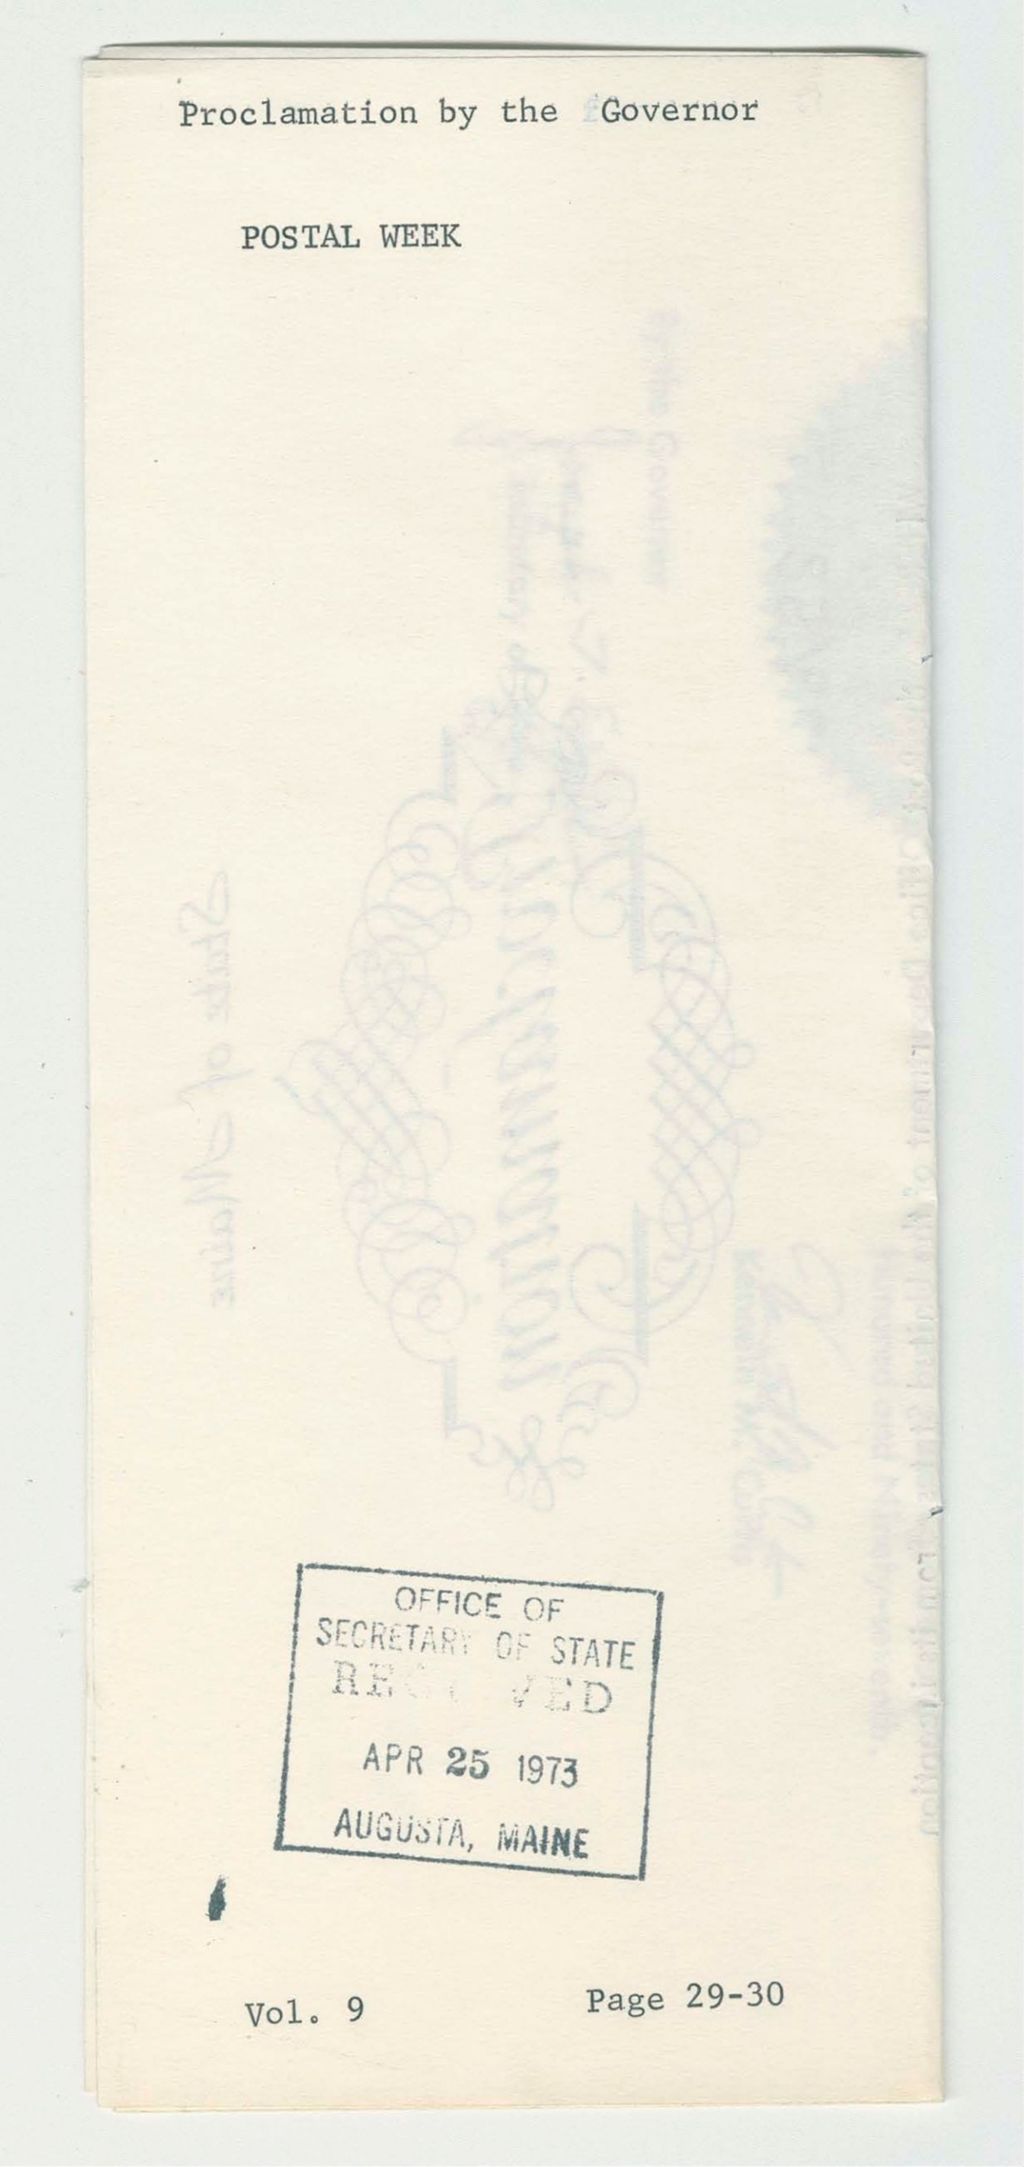 Proclamation by the Governor
POSTAL WEEK
OFFICE OF
SECRETARY OF STATE
RECEIVED
APR 25 1973
AUGUSTA, MAINE
Vol. 9 Page 29-30